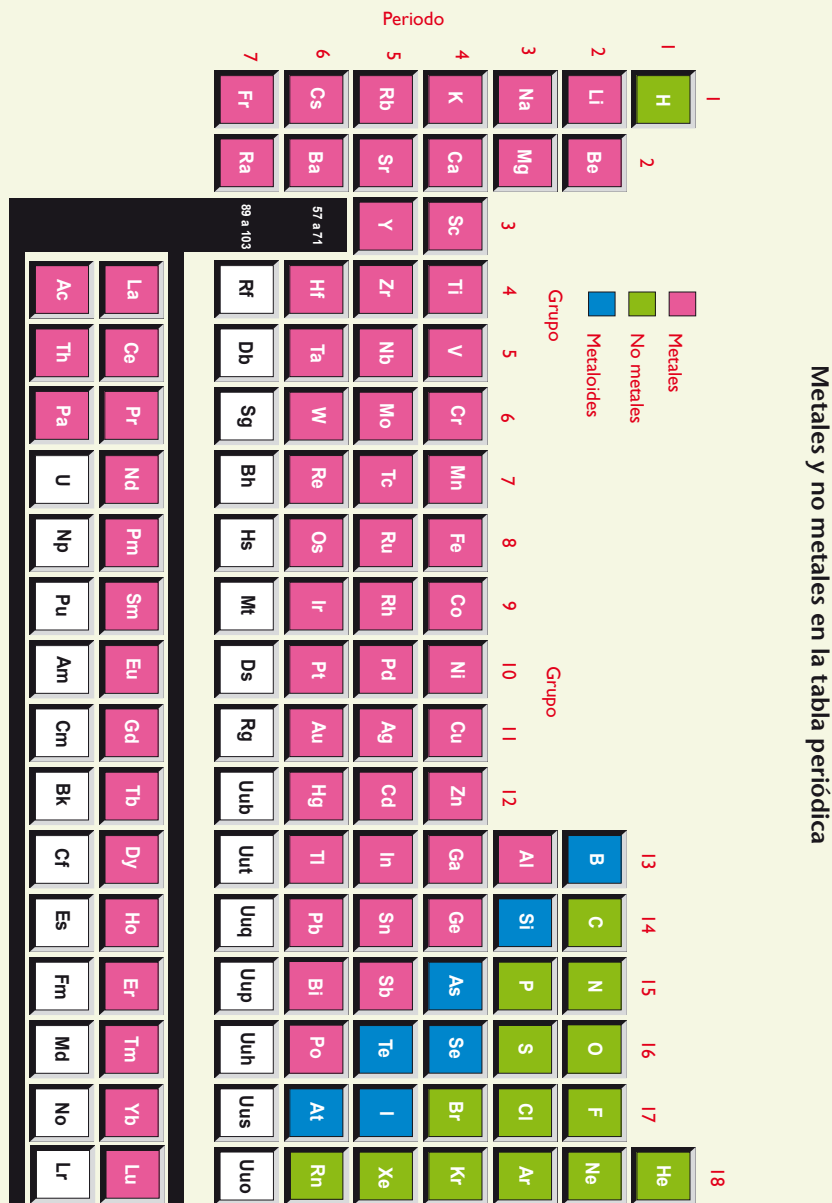 Metales y no metales en la tabla periódica
Metales
No metales
Metaloides
Grupo
Grupo
Periodo
1 18
1 H 2 13 14 15 16 17 He
2 Li Be B C N O F Ne
3 Na Mg 3 4 5 6 7 8 9 10 11 12 Al Si P S Cl Ar
4 K Ca Sc Ti V Cr Mn Fe Co Ni Cu Zn Ga Ge As Se Br Kr
5 Rb Sr Y Zr Nb Mo Tc Ru Rh Pd Ag Cd In Sn Sb Te I Xe
6 Cs Ba 57 a 71 Hf Ta W Re Os Ir Pt Au Hg Tl Pb Bi Po At Rn
7 Fr Ra 89 a 103 Rf Db Sg Bh Hs Mt Ds Rg Uub Uut Uuq Uup Uuh Uus Uuo
La Ce Pr Nd Pm Sm Eu Gd Tb Dy Ho Er Tm Yb Lu
Ac Th Pa U Np Pu Am Cm Bk Cf Es Fm Md No Lr